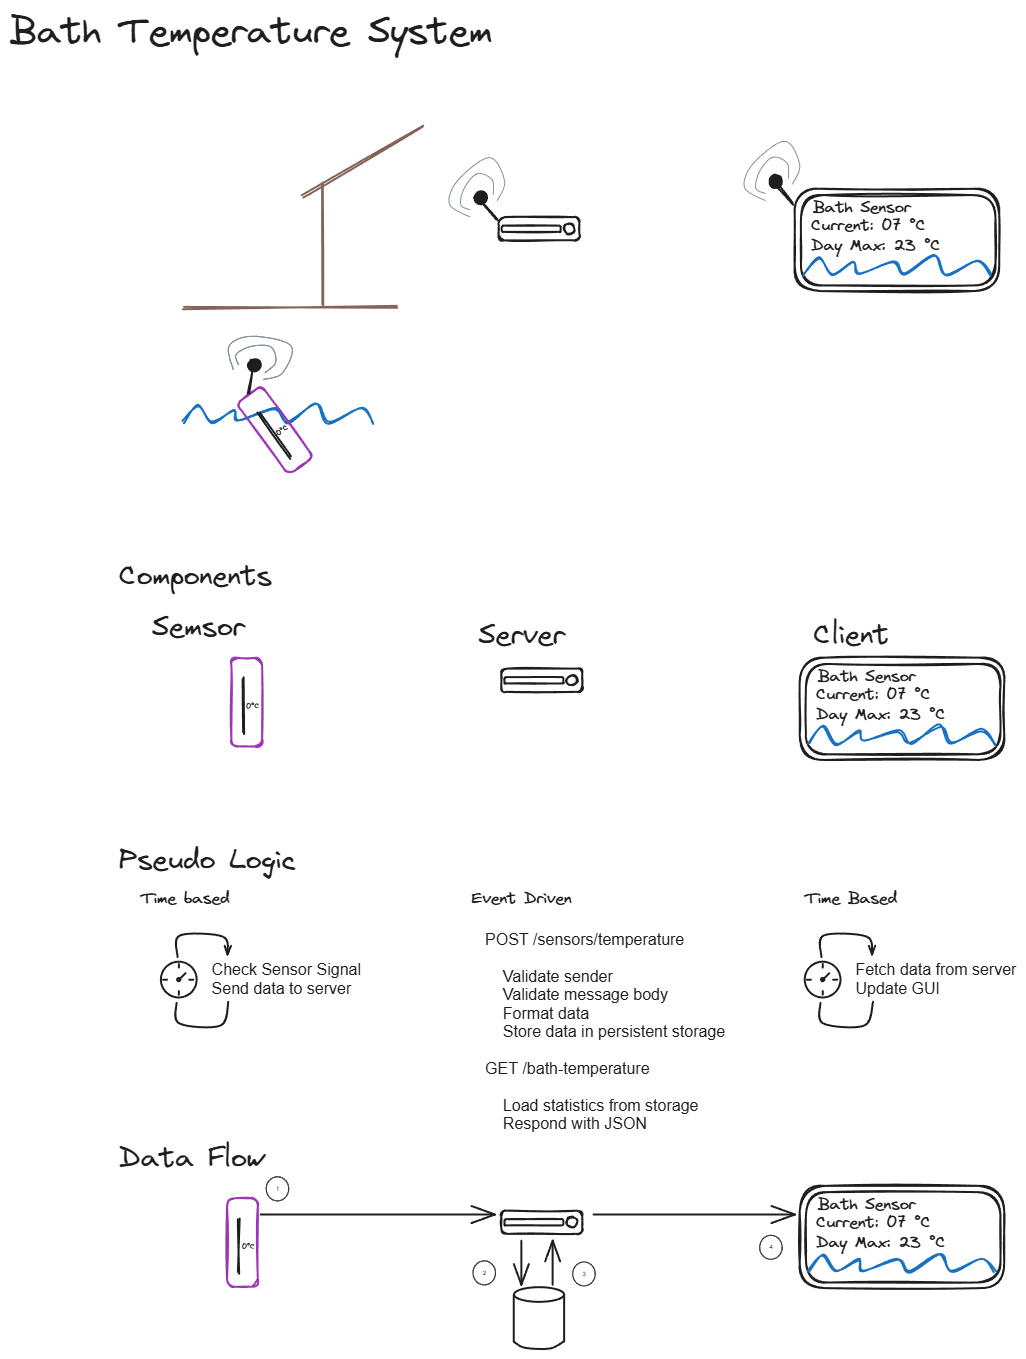 Bath Temperature System
Bath Sensor
Current: 07 °C
Day Max: 23 °C
0°C
Components
Semsor
Server
Client
0°C
Bath Sensor
Current: 07 °C
Day Max: 23 °C
Pseudo Logic
Time based
Event Driven
Time Based
Check Sensor Signal
Send data to server
POST /sensors/temperature
Validate sender
Validate message body
Format data
Store data in persistent storage
GET /bath-temperature
Load statistics from storage
Respond with JSON
Fetch data from server
Update GUI
Data Flow
1
0°C
2
3
4
Bath Sensor
Current: 07 °C
Day Max: 23 °C